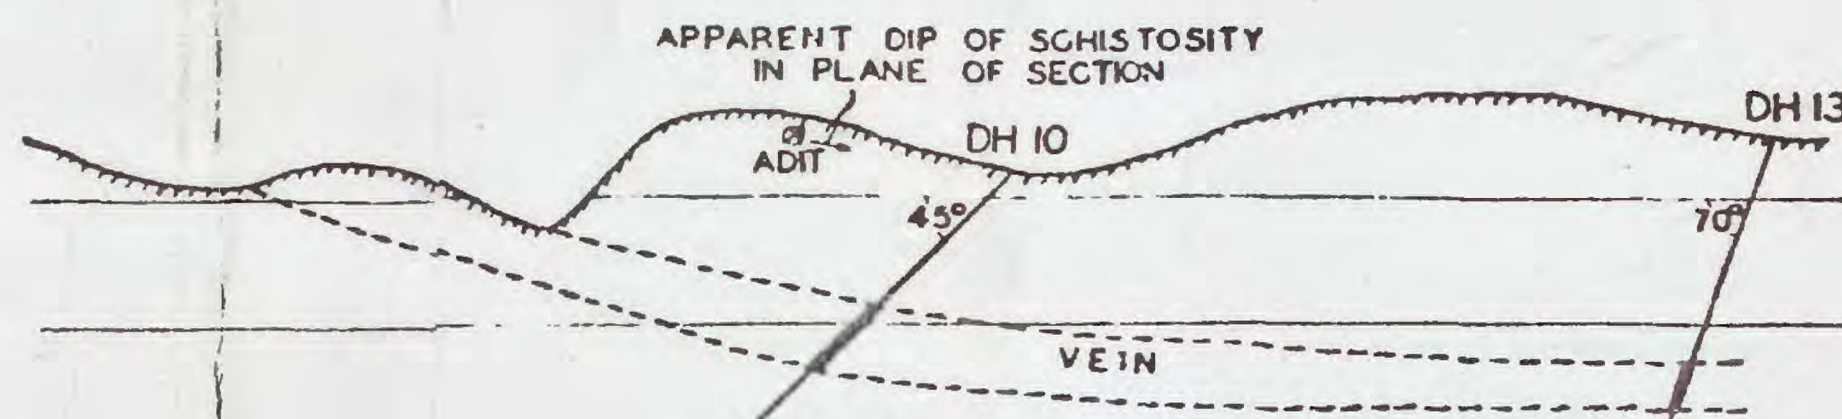 APPARENT DIP OF SCHISTOSITY
IN PLANE OF SECTION
DH 13
DH 10
ADIT
45°
70°
VEIN